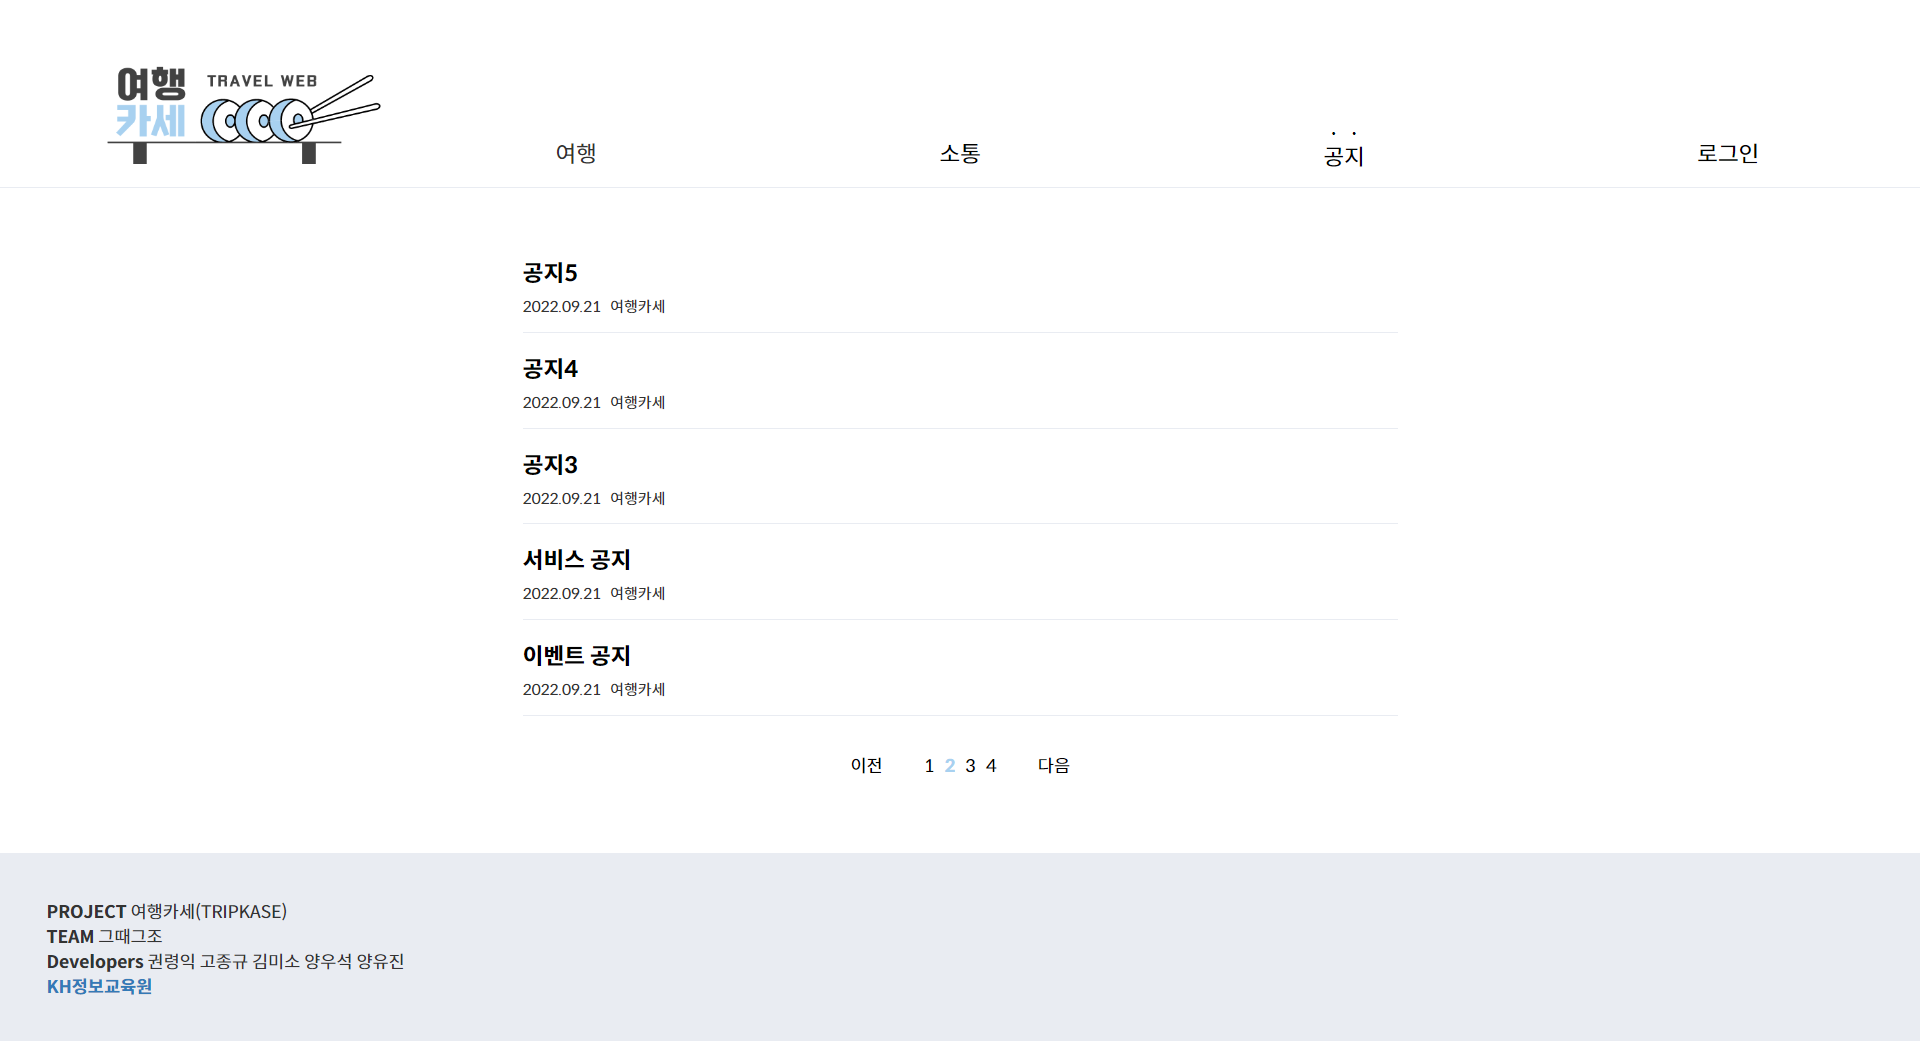 여행 TRAVEL WEB
카세
여행 소통 공지 로그인
공지5
2022.09.21 여행카세
공지4
2022.09.21 여행카세
공지3
2022.09.21 여행카세
서비스 공지
2022.09.21 여행카세
이벤트 공지
2022.09.21 여행카세
이전 1 2 3 4 다음
PROJECT 여행카세(TRIPKASE)
TEAM 그때그조
Developers 권령익 고종규 김미소 양우석 양유진
KH정보교육원